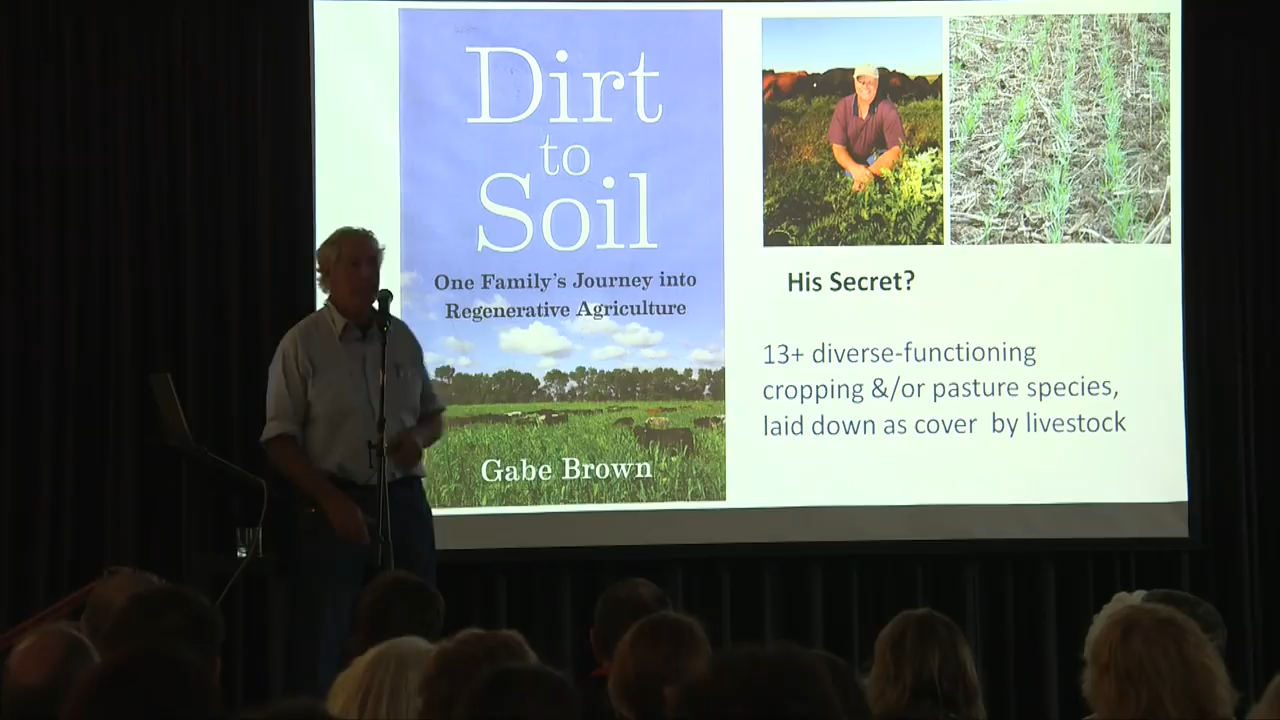 Dirt
to
Soil
One Family's Journey into
Regenerative Agriculture
Gabe Brown
His Secret?
13+ diverse-functioning
cropping &/or pasture species,
laid down as cover by livestock